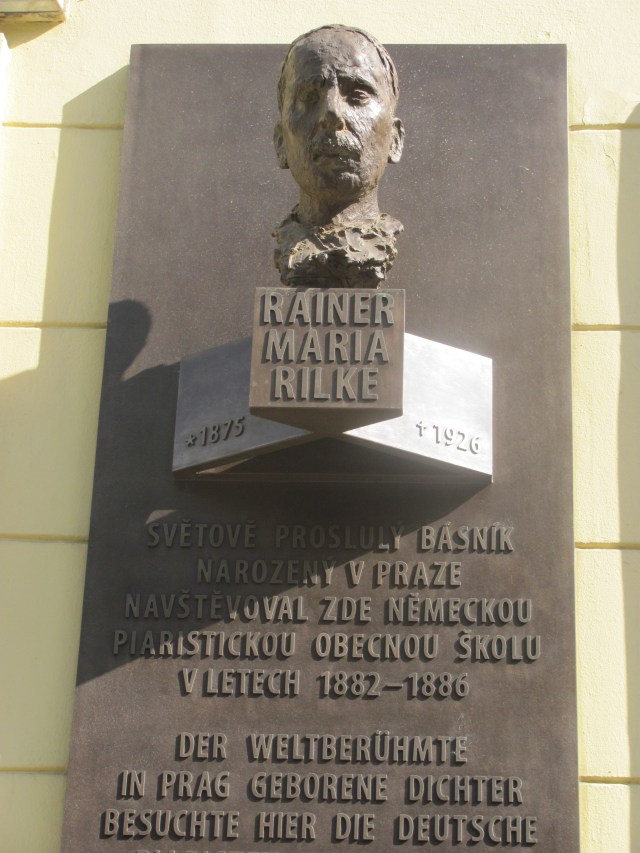 RAINER
MARIA
RILKE
*1875
†1926
SVĚTOVĚ PROSLULÝ BÁSNÍK
NAROZENÝ V PRAZE
NAVŠTĚVOVAL ZDE NĚMECKOU
PIARISTICKOU OBECNOU ŠKOLU
V LETECH 1882–1886
DER WELTBERÜHMTE
IN PRAG GEBORENE DICHTER
BESUCHTE HIER DIE DEUTSCHE